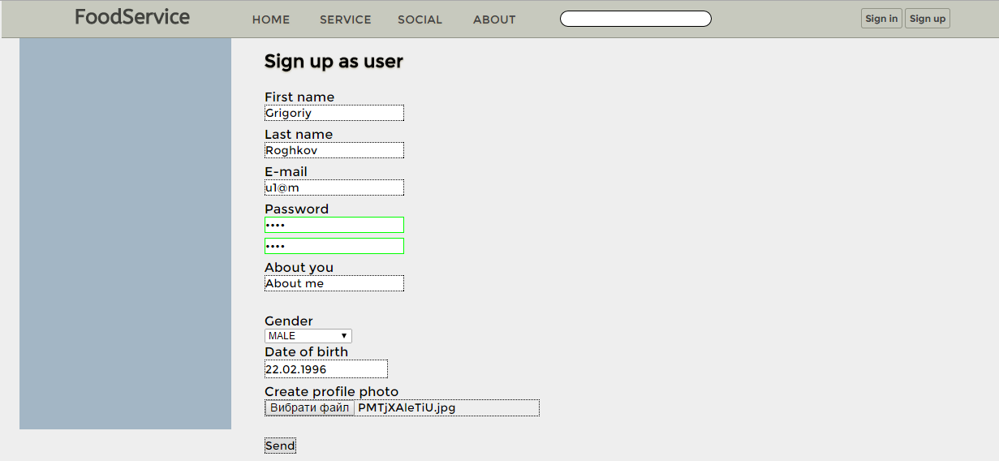 FoodService HOME SERVICE SOCIAL ABOUT Sign in Sign up
Sign up as user
First name
Grigoriy
Last name
Roghkov
E-mail
u1@m
Password
••••
••••
About you
About me
Gender
MALE
Date of birth
22.02.1996
Create profile photo
Вибрати файл PMTjXAleTiU.jpg
Send